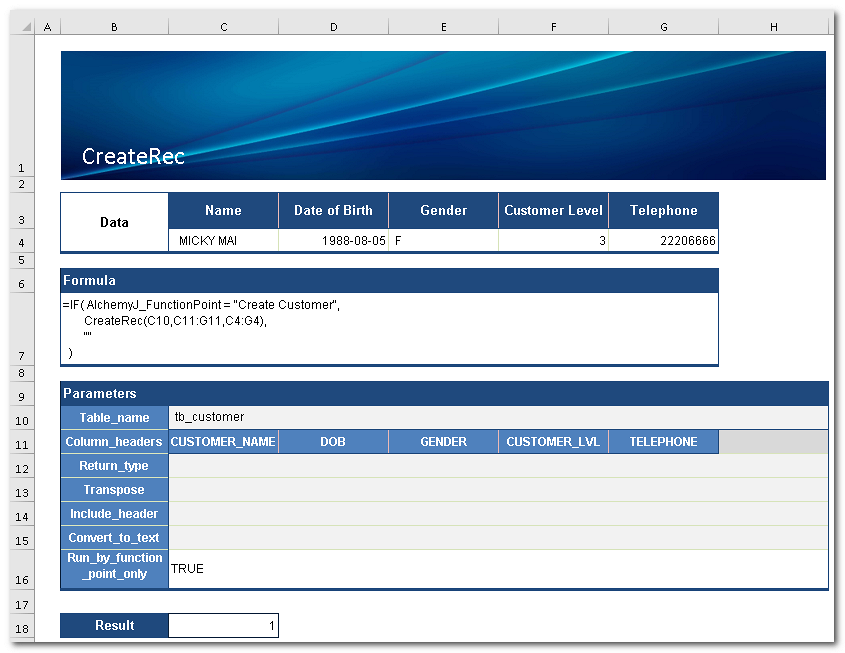 A B C D E F G H
1 CreateRec
2
3 Data Name Date of Birth Gender Customer Level Telephone
4 MICKY MAI 1988-08-05 F 3 22206666
5
6 Formula
=IF( AlchemyJ_FunctionPoint = "Create Customer",
CreateRec(C10,C11:G11,C4:G4),
""
7 )
8
9 Parameters
10 Table_name tb_customer
11 Column_headers CUSTOMER_NAME DOB GENDER CUSTOMER_LVL TELEPHONE
12 Return_type
13 Transpose
14 Include_header
15 Convert_to_text
Run_by_function
16 _point_only TRUE
17
18 Result 1